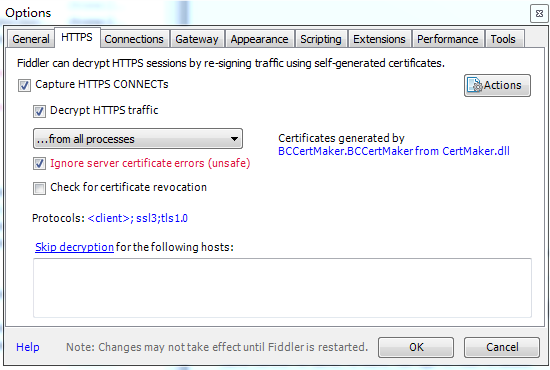 Options
General HTTPS Connections Gateway Appearance Scripting Extensions Performance Tools
Fiddler can decrypt HTTPS sessions by re-signing traffic using self-generated certificates.
Capture HTTPS CONNECTs
Actions
Decrypt HTTPS traffic
...from all processes
Certificates generated by
BCCertMaker.BCCertMaker from CertMaker.dll
Ignore server certificate errors (unsafe)
Check for certificate revocation
Protocols: <client>; ssl3;tls1.0
Skip decryption for the following hosts:
Help Note: Changes may not take effect until Fiddler is restarted. OK Cancel